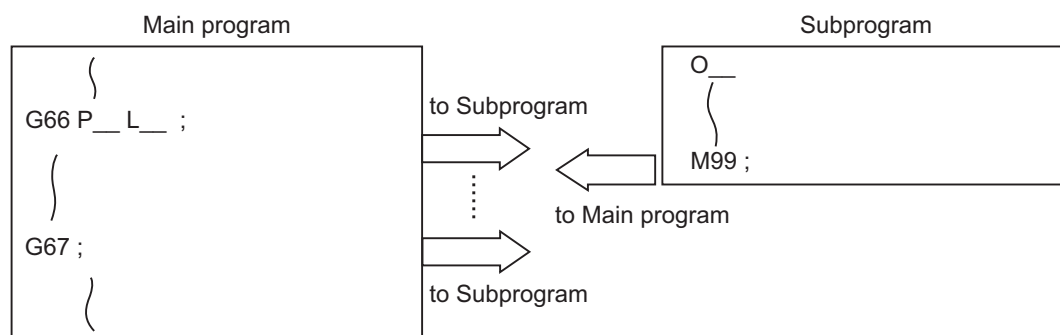 Main program
G66 P__ L__ ;
G67 ;
to Subprogram
to Main program
to Subprogram
Subprogram
O__
M99 ;